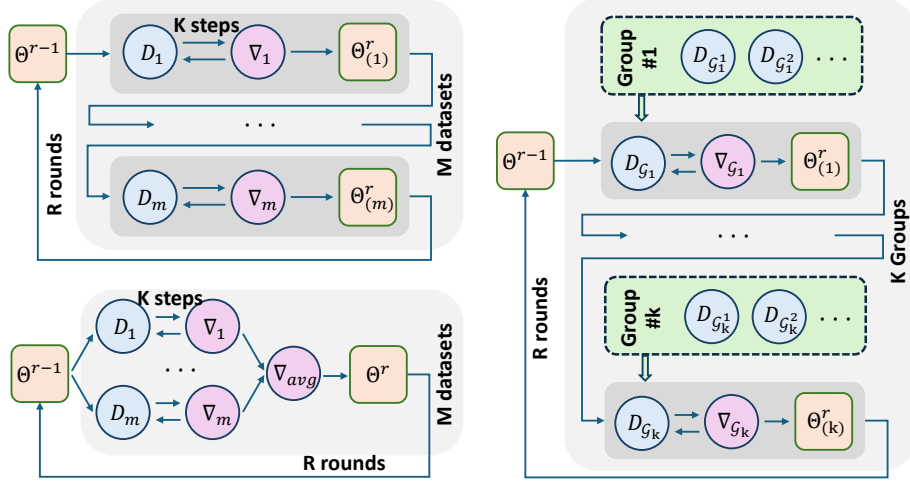 Θ^{r−1}
K steps
D_1
∇_1
Θ^r_{(1)}
. . .
M datasets
R rounds
D_m
∇_m
Θ^r_{(m)}
Θ^{r−1}
K steps
D_1
∇_1
. . .
D_m
∇_m
∇_{avg}
Θ^r
M datasets
R rounds
Group
#1
D_{𝒢_1^1}
D_{𝒢_1^2}
. . .
Θ^{r−1}
D_{𝒢_1}
∇_{𝒢_1}
Θ^r_{(1)}
. . .
K Groups
R rounds
Group
#k
D_{𝒢_k^1}
D_{𝒢_k^2}
. . .
D_{𝒢_k}
∇_{𝒢_k}
Θ^r_{(k)}